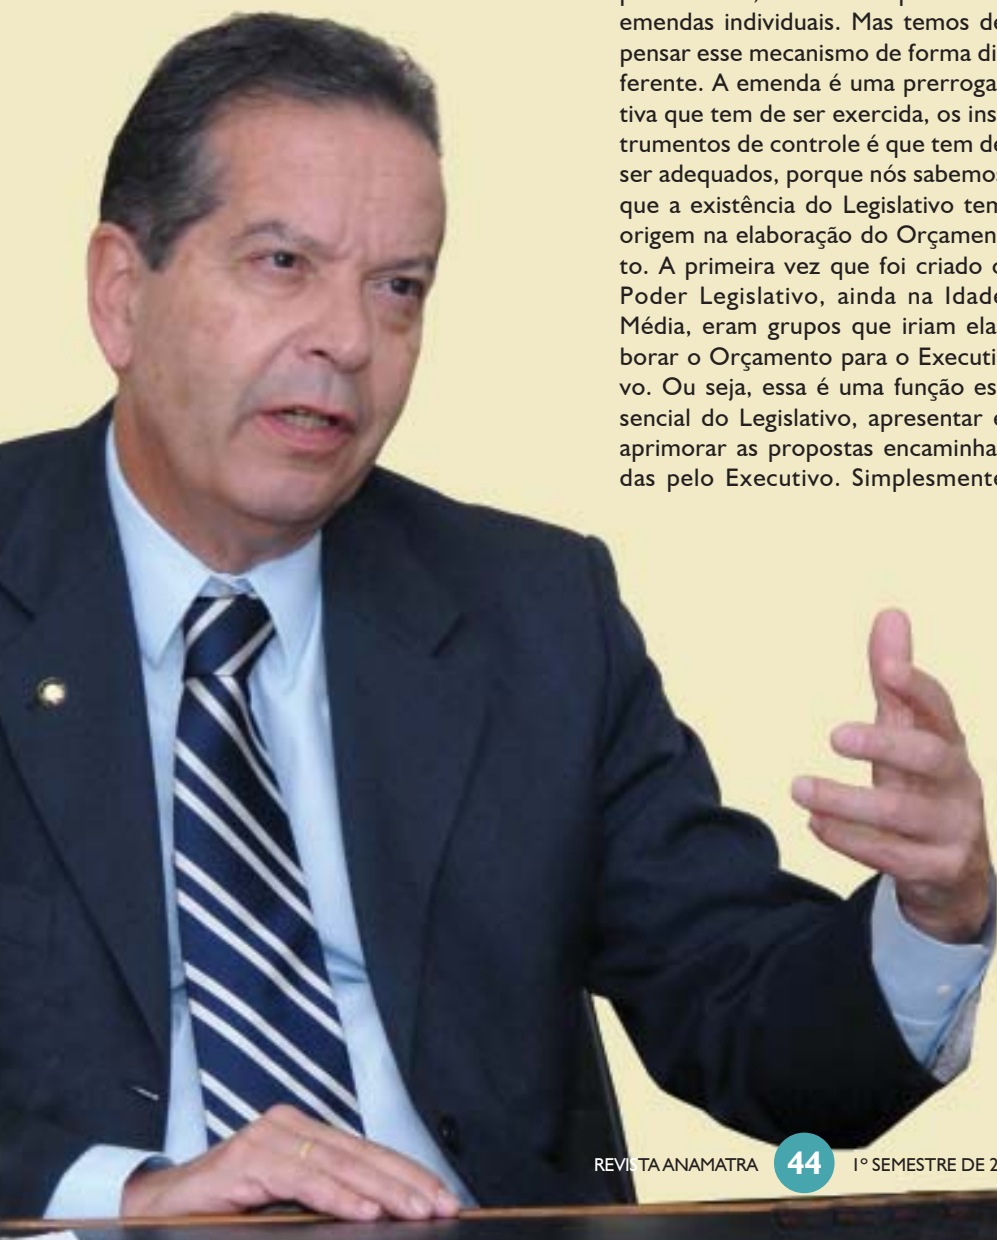 emendas individuais. Mas temos de
pensar esse mecanismo de forma di-
ferente. A emenda é uma prerroga-
tiva que tem de ser exercida, os ins-
trumentos de controle é que tem de
ser adequados, porque nós sabemos
que a existência do Legislativo tem
origem na elaboração do Orçamen-
to. A primeira vez que foi criado o
Poder Legislativo, ainda na Idade
Média, eram grupos que iriam ela-
borar o Orçamento para o Executi-
vo. Ou seja, essa é uma função es-
sencial do Legislativo, apresentar e
aprimorar as propostas encaminha-
das pelo Executivo. Simplesmente
REVISTA ANAMATRA 44 1º SEMESTRE DE 2